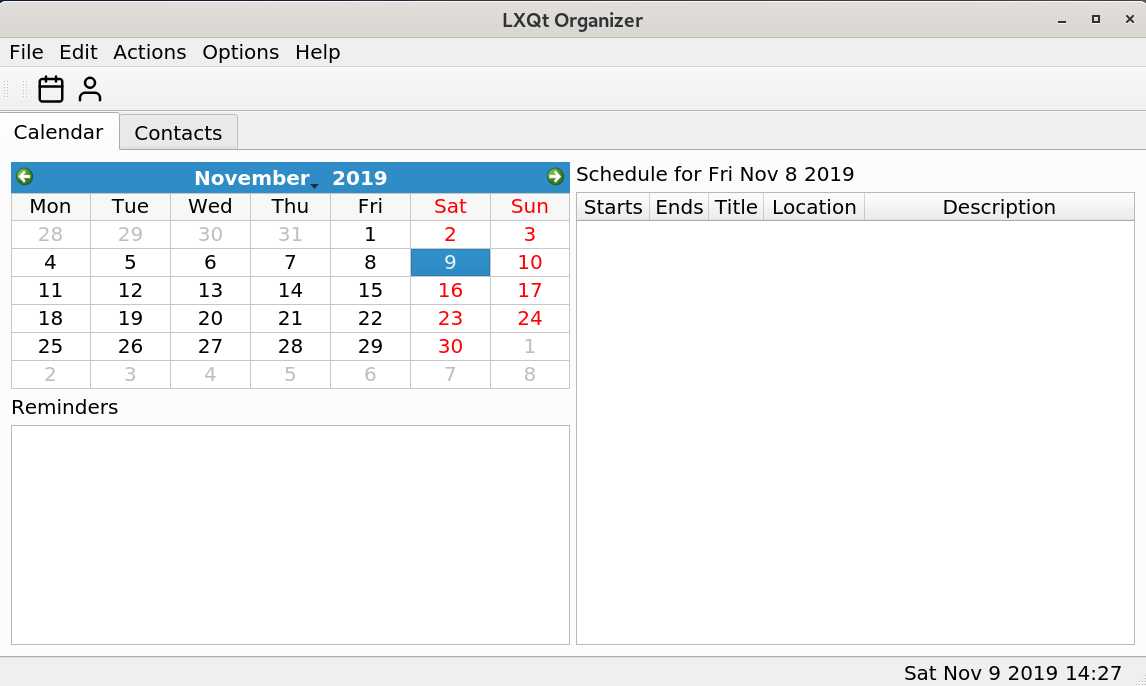 LXQt Organizer
File Edit Actions Options Help
Calendar Contacts
November 2019
Mon Tue Wed Thu Fri Sat Sun
28 29 30 31 1 2 3
4 5 6 7 8 9 10
11 12 13 14 15 16 17
18 19 20 21 22 23 24
25 26 27 28 29 30 1
2 3 4 5 6 7 8
Reminders
Schedule for Fri Nov 8 2019
Starts Ends Title Location Description
Sat Nov 9 2019 14:27